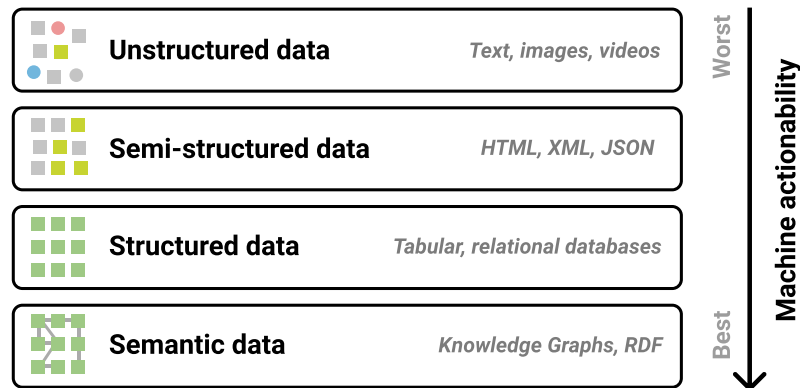 Unstructured data
Text, images, videos
Semi-structured data
HTML, XML, JSON
Structured data
Tabular, relational databases
Semantic data
Knowledge Graphs, RDF
Worst
Best
Machine actionability